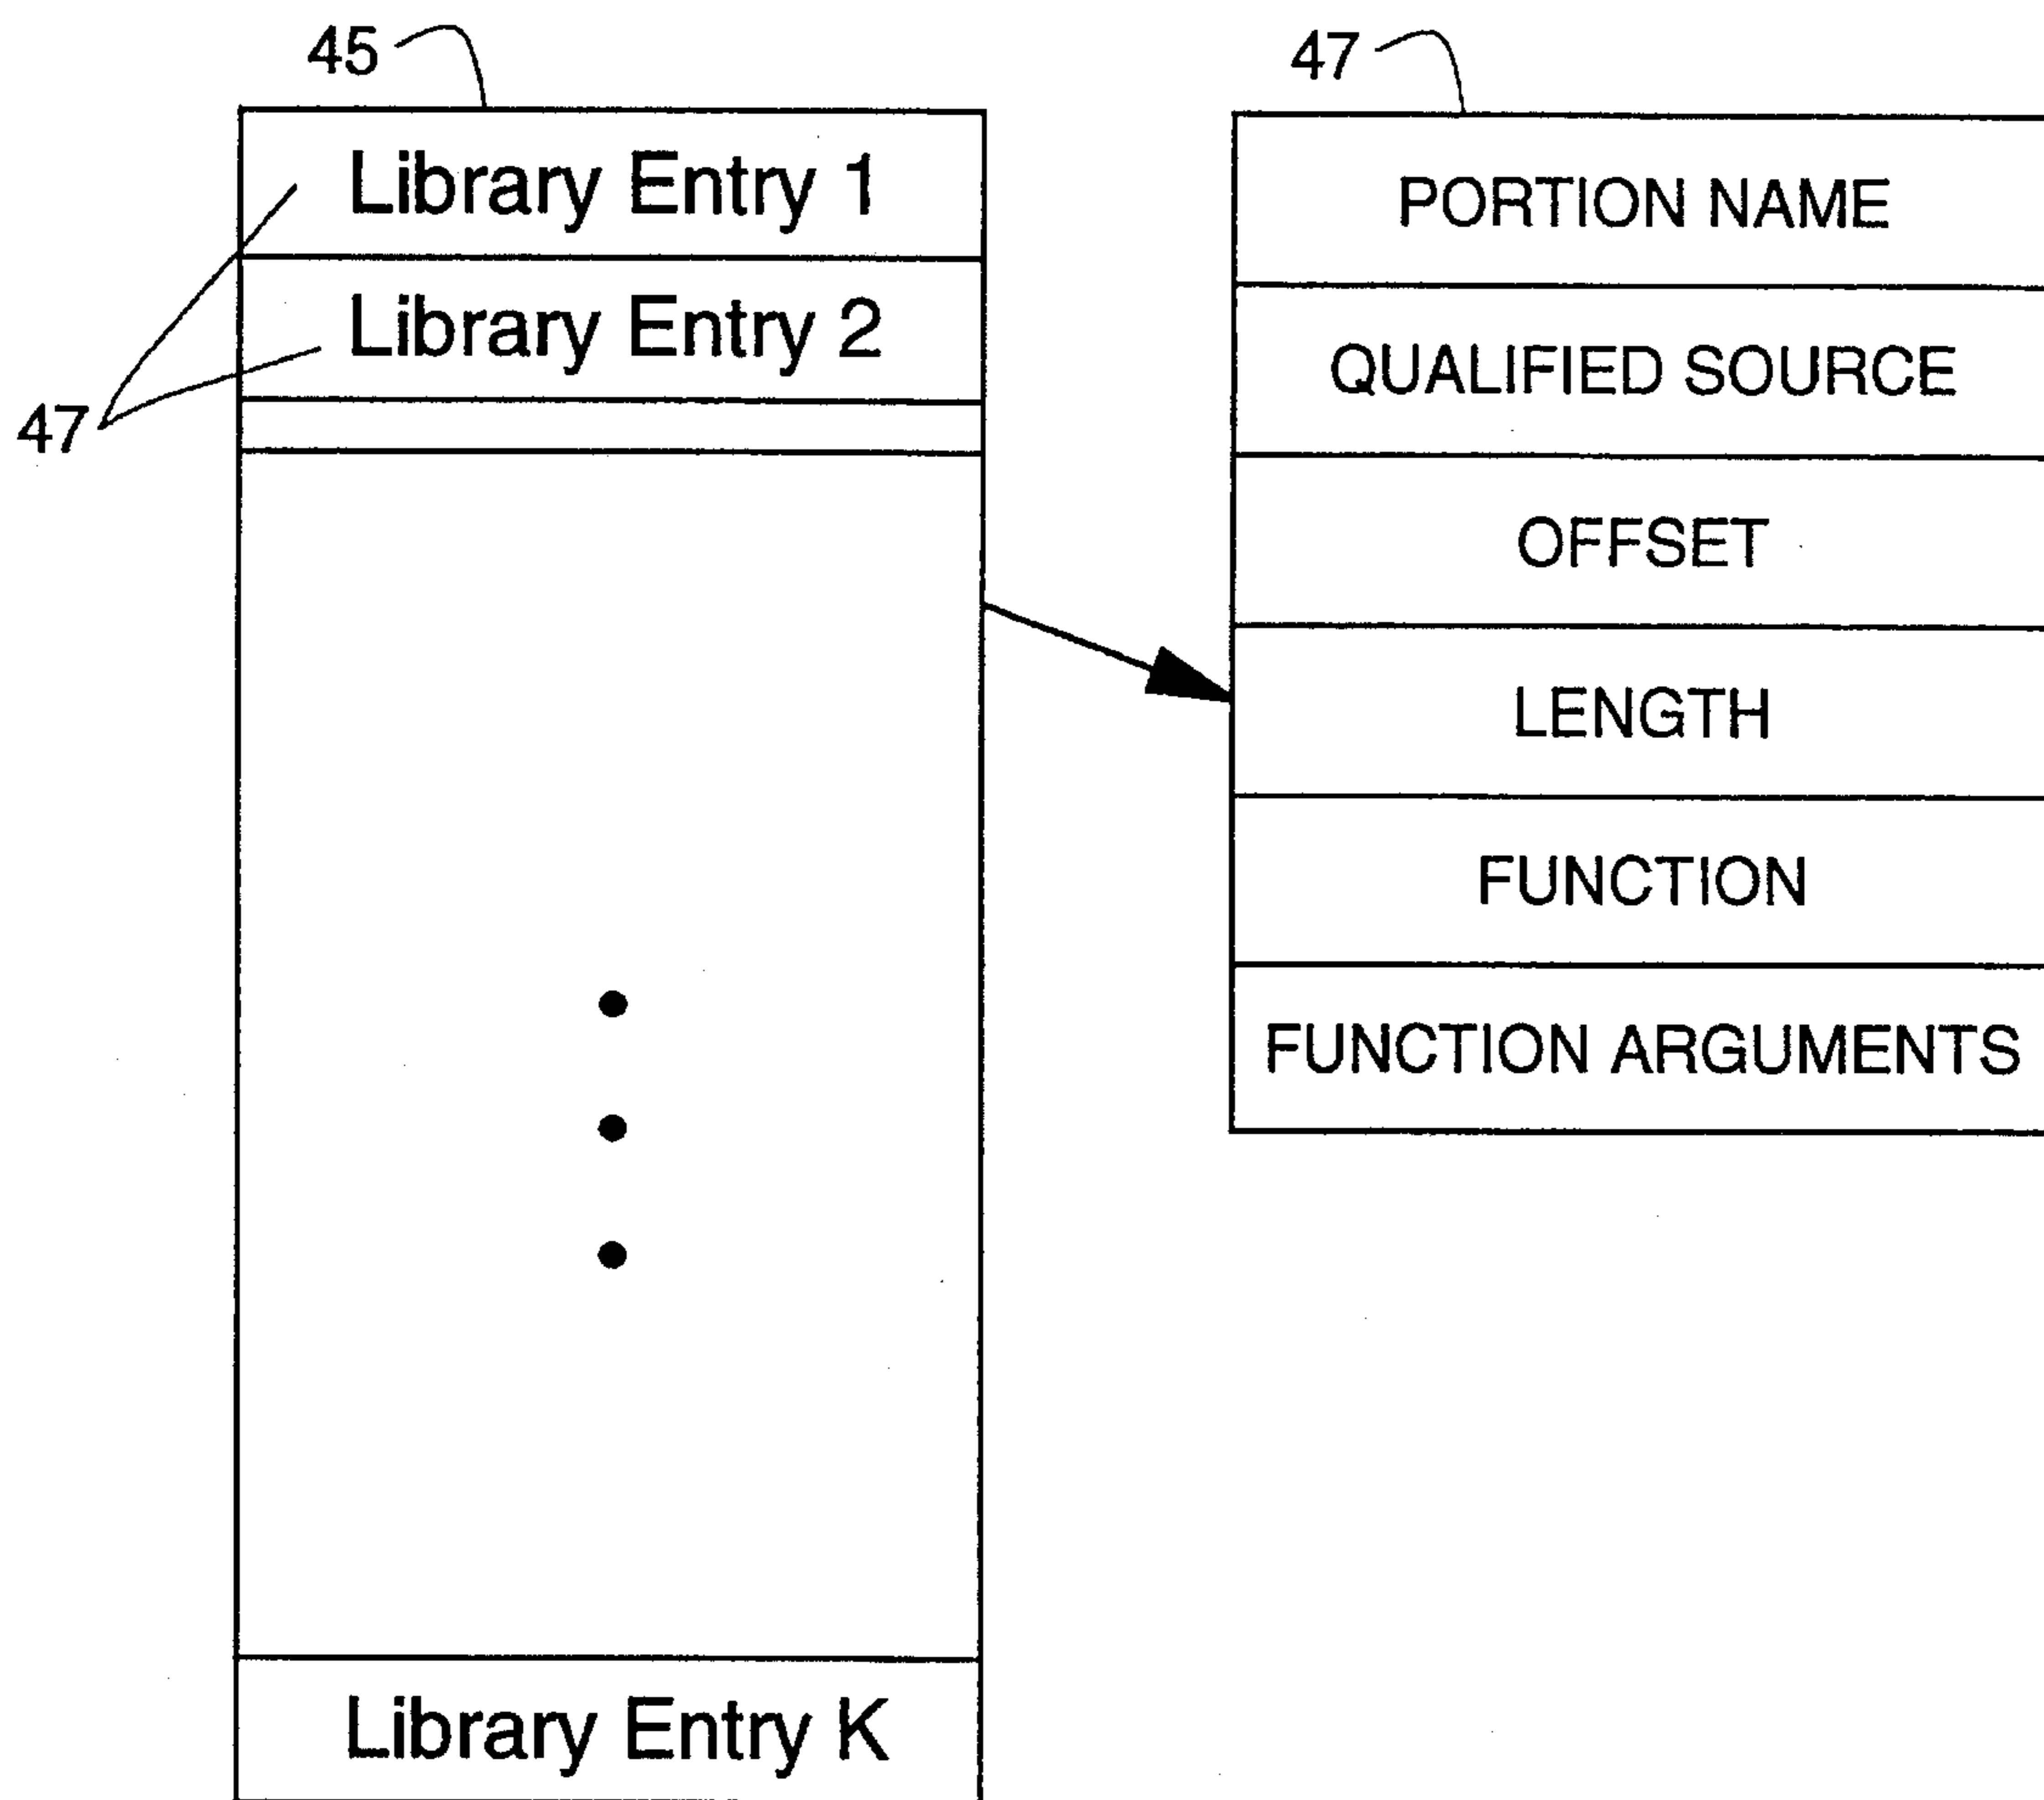 45
Library Entry 1
Library Entry 2
47
Library Entry K
47
PORTION NAME
QUALIFIED SOURCE
OFFSET
LENGTH
FUNCTION
FUNCTION ARGUMENTS